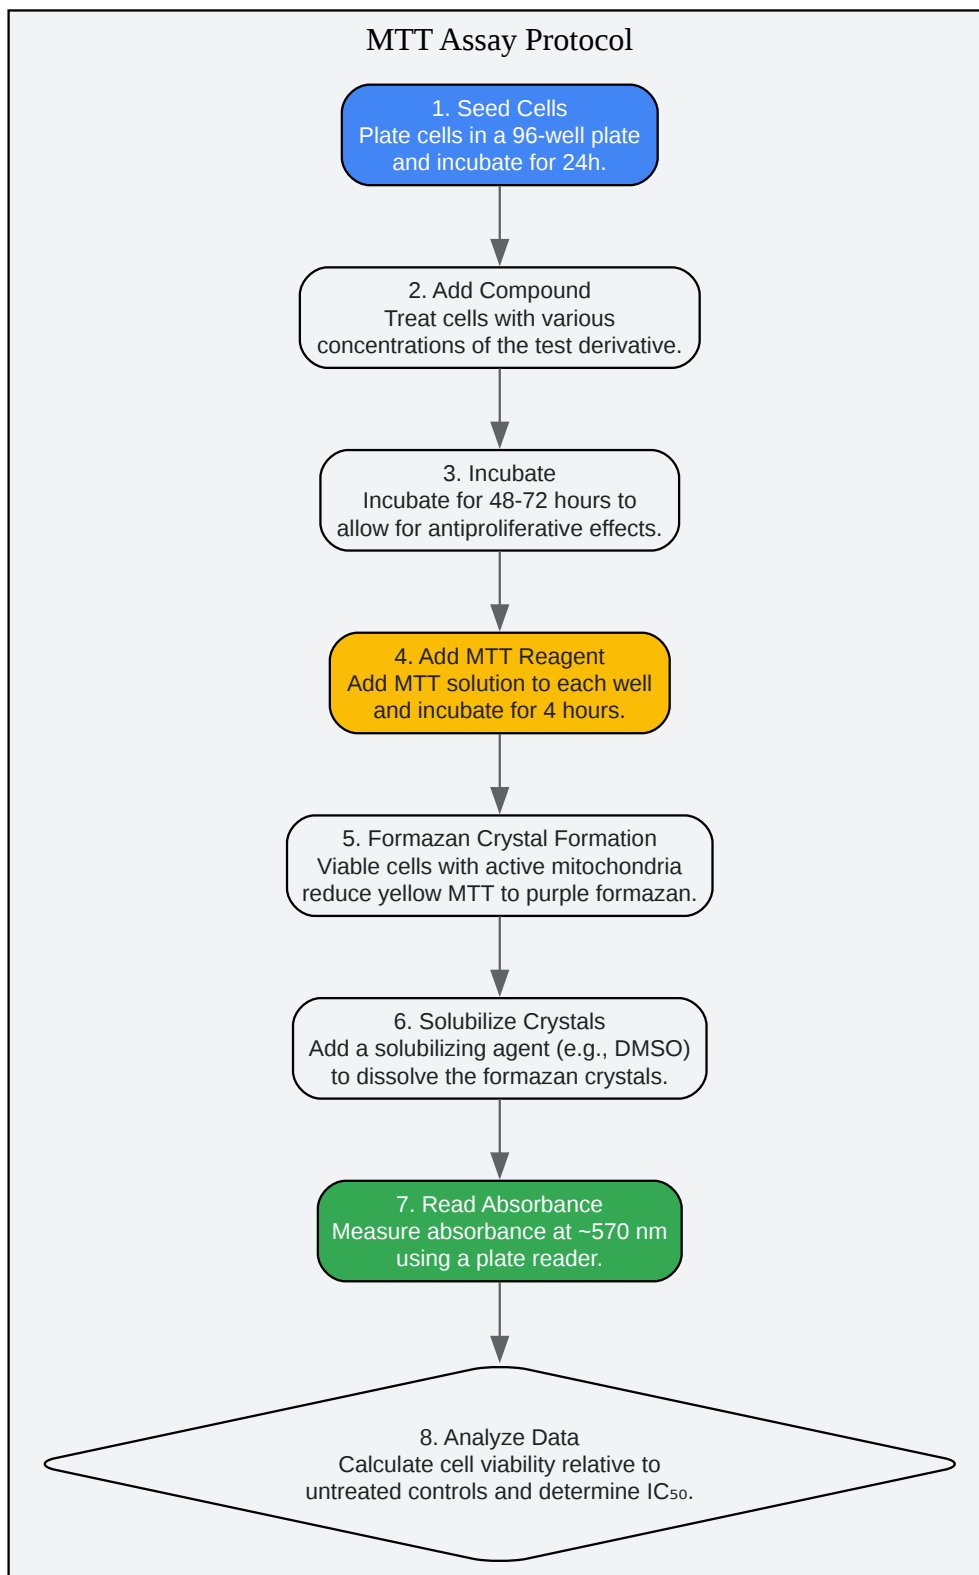 MTT Assay Protocol
1. Seed Cells
Plate cells in a 96-well plate
and incubate for 24h.
2. Add Compound
Treat cells with various
concentrations of the test derivative.
3. Incubate
Incubate for 48-72 hours to
allow for antiproliferative effects.
4. Add MTT Reagent
Add MTT solution to each well
and incubate for 4 hours.
5. Formazan Crystal Formation
Viable cells with active mitochondria
reduce yellow MTT to purple formazan.
6. Solubilize Crystals
Add a solubilizing agent (e.g., DMSO)
to dissolve the formazan crystals.
7. Read Absorbance
Measure absorbance at ~570 nm
using a plate reader.
8. Analyze Data
Calculate cell viability relative to
untreated controls and determine IC₅₀.